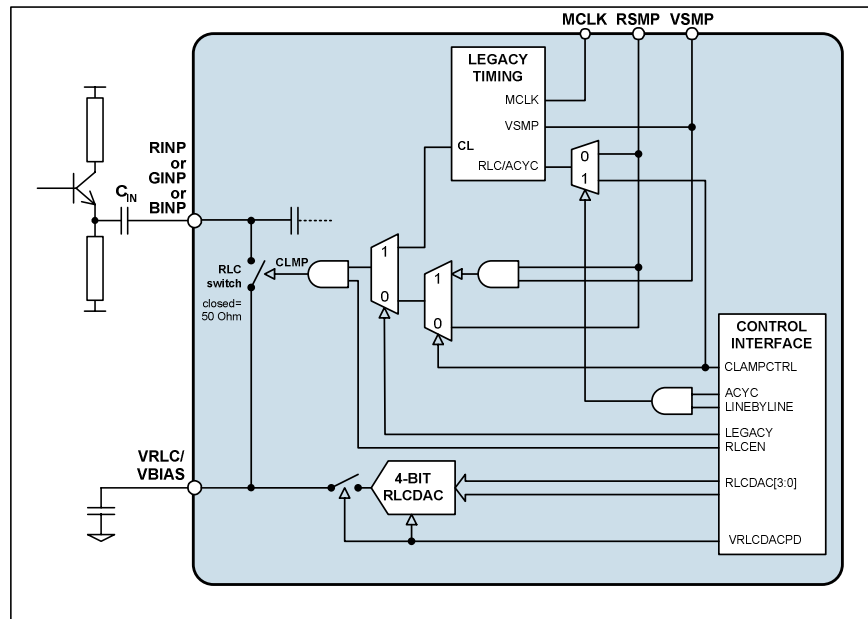 MCLK RSMP VSMP
LEGACY
TIMING
MCLK
VSMP
CL
RLC/ACYC
0
1
RINP
or
GINP
or
BINP
CIN
RLC
switch
closed=
50 Ohm
CLMP
1
0
1
0
CONTROL
INTERFACE
CLAMPCTRL
ACYC
LINEBYLINE
LEGACY
RLCEN
RLCDAC[3:0]
VRLCDACPD
VRLC/
VBIAS
4-BIT
RLCDAC